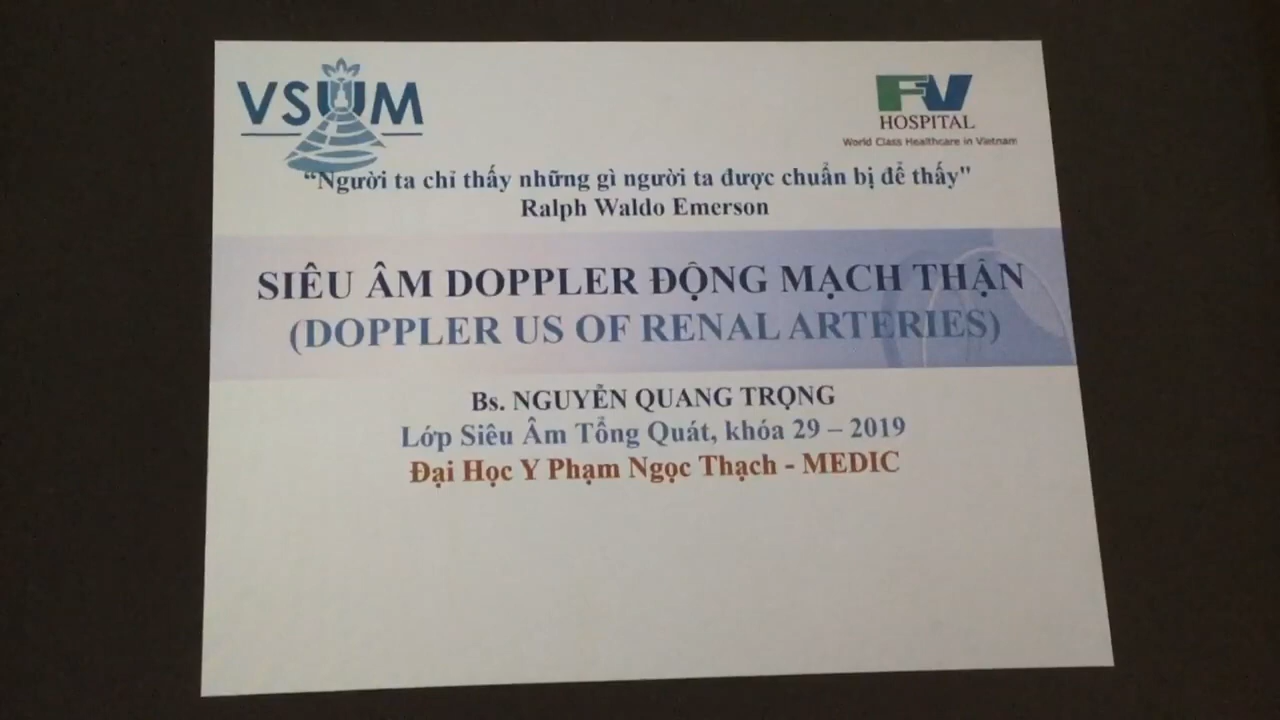 VSUM
FV
HOSPITAL
World Class Healthcare in Vietnam
“Người ta chỉ thấy những gì người ta được chuẩn bị để thấy"
Ralph Waldo Emerson
SIÊU ÂM DOPPLER ĐỘNG MẠCH THẬN
(DOPPLER US OF RENAL ARTERIES)
Bs. NGUYỄN QUANG TRỌNG
Lớp Siêu Âm Tổng Quát, khóa 29 – 2019
Đại Học Y Phạm Ngọc Thạch - MEDIC